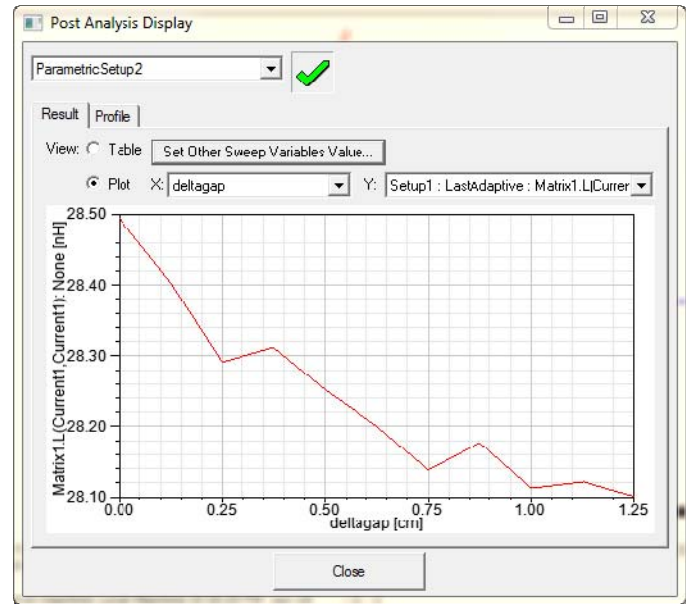 Post Analysis Display
ParametricSetup2
Result Profile
View: Table Set Other Sweep Variables Value...
Plot X: deltagap Y: Setup1 : LastAdaptive : Matrix1.L(Curren
Matrix1.L(Current1,Current1): None [nH]
28.50
28.40
28.30
28.20
28.10
0.00 0.25 0.50 0.75 1.00 1.25
deltagap [cm]
Close